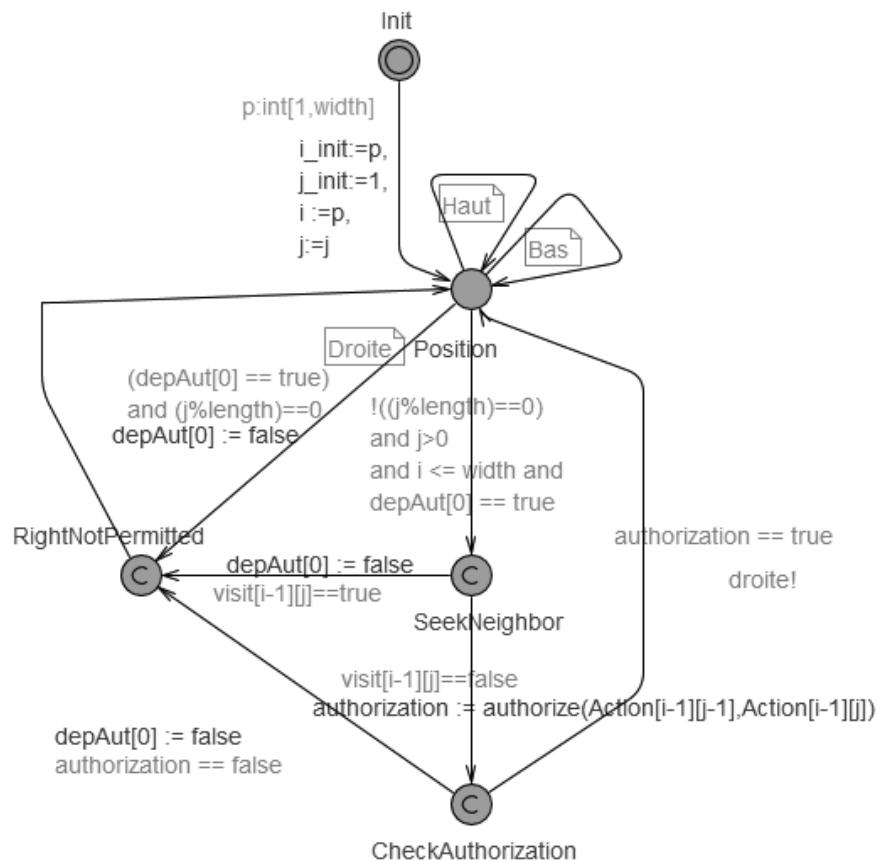 Init
p:int[1,width]
i_init:=p,
j_init:=1,
i :=p,
j:=j
Haut
Bas
Droite
Position
(depAut[0] == true)
and (j%length)==0
depAut[0] := false
!((j%length)==0)
and j>0
and i <= width and
depAut[0] == true
RightNotPermitted
authorization == true
droite!
C
depAut[0] := false
visit[i-1][j]==true
C
SeekNeighbor
visit[i-1][j]==false
authorization := authorize(Action[i-1][j-1],Action[i-1][j])
depAut[0] := false
authorization == false
C
CheckAuthorization